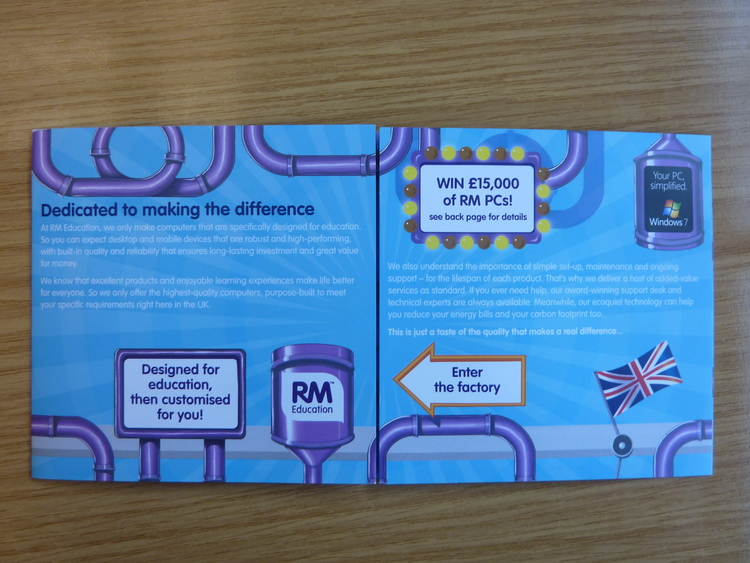 Dedicated to making the difference
At RM Education, we only make computers that are specifically designed for education.
So you can expect desktop and mobile devices that are robust and high-performing,
with built-in quality and reliability that ensures long-lasting investment and great value
for money.
We know that excellent products and enjoyable learning experiences make life better
for everyone. So we only offer the highest-quality computers, purpose-built to meet
your specific requirements right here in the UK.
Designed for
education,
then customised
for you!
RM™
Education
WIN £15,000
of RM PCs!
see back page for details
Your PC,
simplified.
Windows 7
We also understand the importance of simple set-up, maintenance and ongoing
support – for the lifespan of each product. That's why we deliver a host of added-value
services as standard. If you ever need help, our award-winning support desk and
technical experts are always available. Meanwhile, our ecoquiet technology can help
you reduce your energy bills and your carbon footprint too.
This is just a taste of the quality that makes a real difference...
Enter
the factory